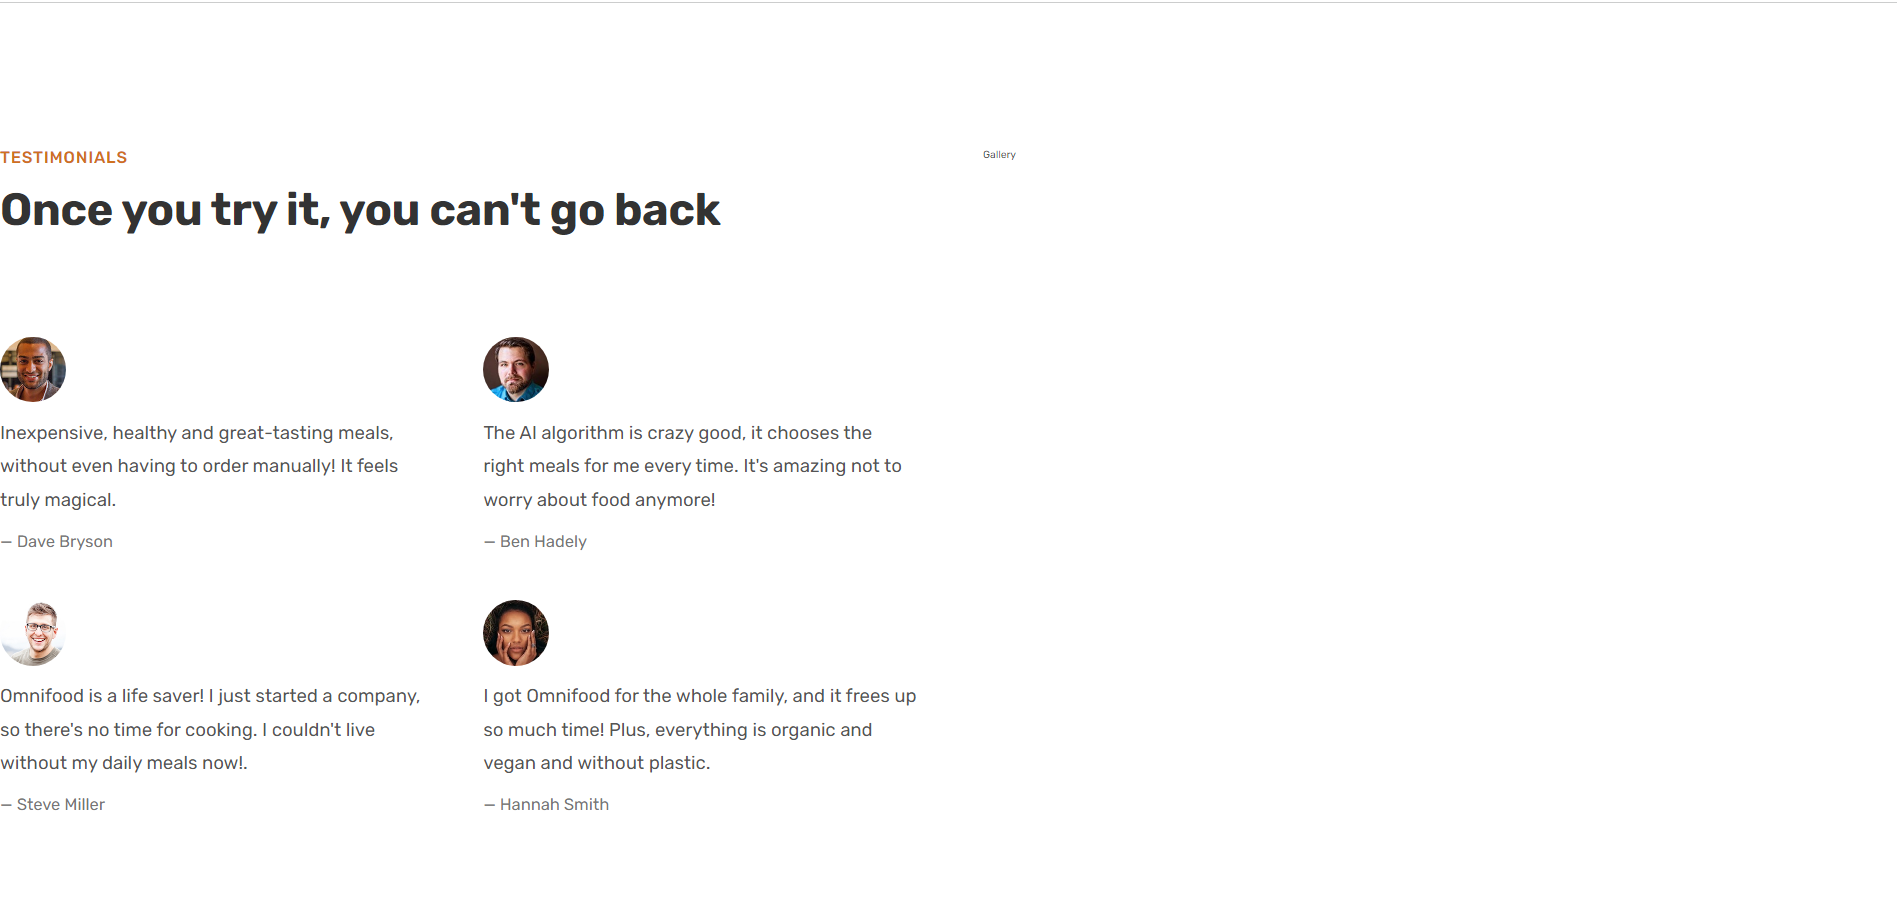 TESTIMONIALS
Once you try it, you can't go back
Inexpensive, healthy and great-tasting meals,
without even having to order manually! It feels
truly magical.
— Dave Bryson
The AI algorithm is crazy good, it chooses the
right meals for me every time. It's amazing not to
worry about food anymore!
— Ben Hadely
Omnifood is a life saver! I just started a company,
so there's no time for cooking. I couldn't live
without my daily meals now!.
— Steve Miller
I got Omnifood for the whole family, and it frees up
so much time! Plus, everything is organic and
vegan and without plastic.
— Hannah Smith
Gallery